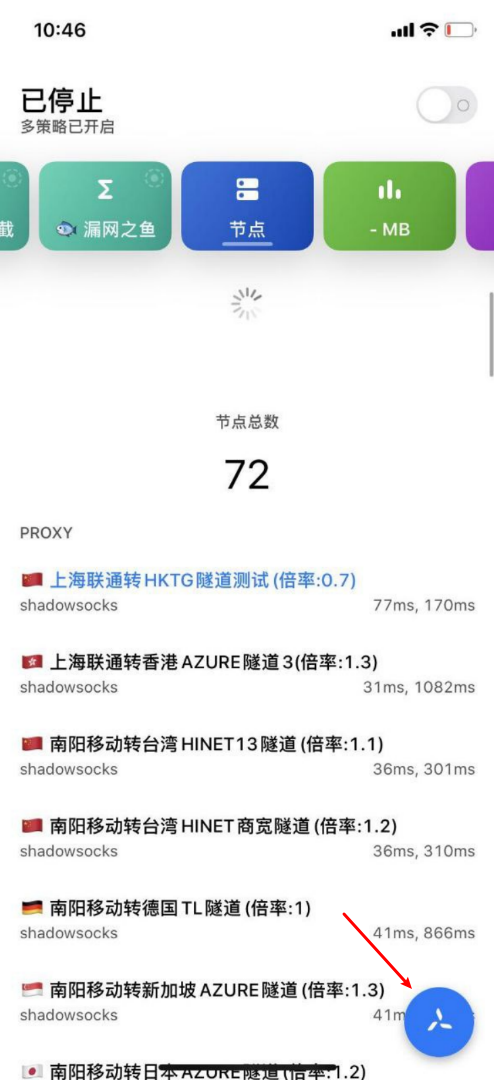 10:46
已停止
多策略已开启
截
漏网之鱼
节点
- MB
节点总数
72
PROXY
上海联通转HKTG隧道测试(倍率:0.7)
shadowsocks 77ms, 170ms
上海联通转香港AZURE隧道3(倍率:1.3)
shadowsocks 31ms, 1082ms
南阳移动转台湾HINET13隧道(倍率:1.1)
shadowsocks 36ms, 301ms
南阳移动转台湾HINET商宽隧道(倍率:1.2)
shadowsocks 36ms, 310ms
南阳移动转德国TL隧道(倍率:1)
shadowsocks 41ms, 866ms
南阳移动转新加坡AZURE隧道(倍率:1.3)
shadowsocks 41m
南阳移动转日本AZURE隧道(倍率:1.2)